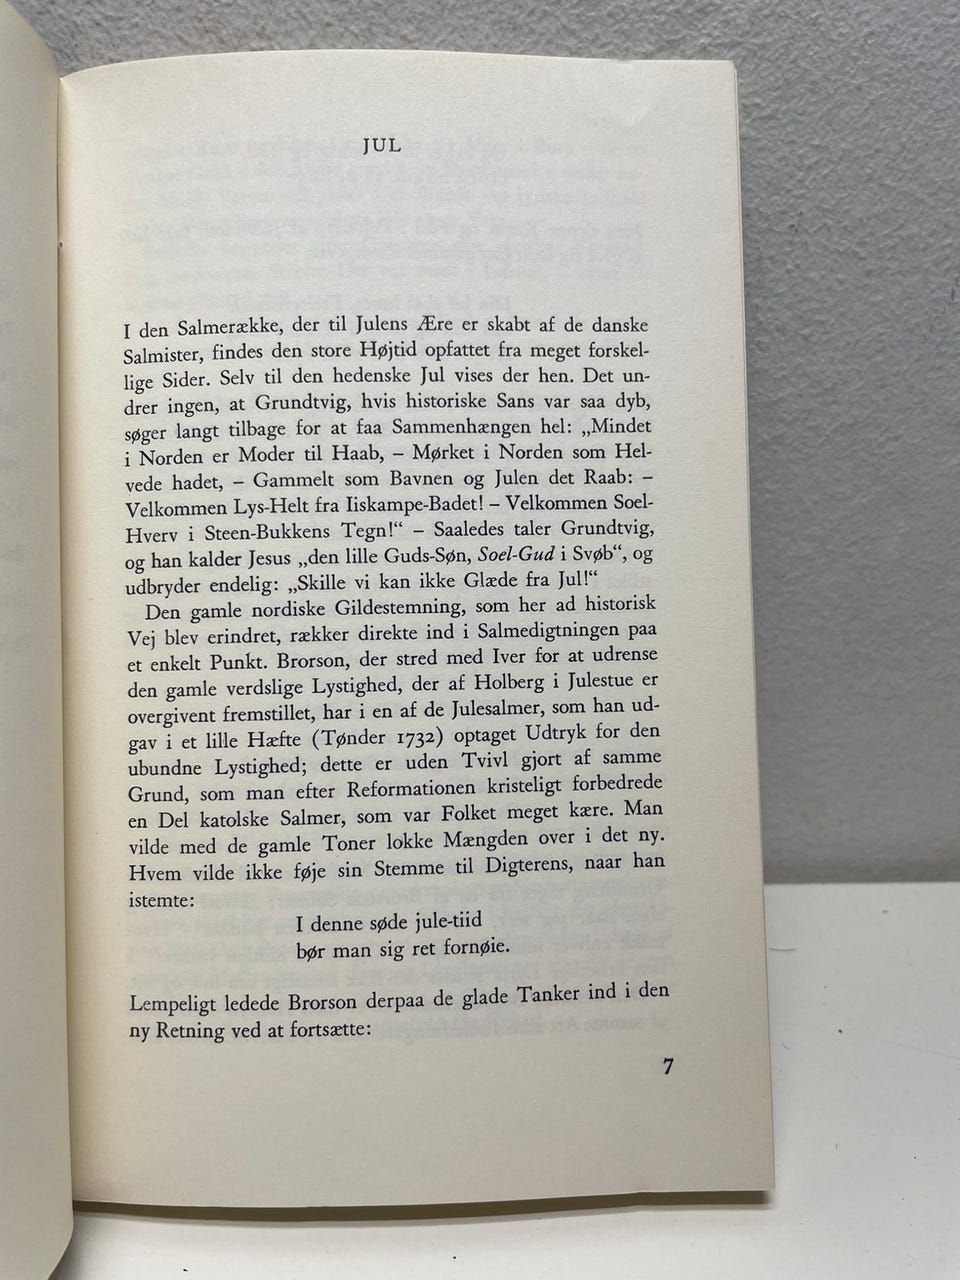 JUL
I den Salmerække, der til Julens Ære er skabt af de danske
Salmister, findes den store Højtid opfattet fra meget forskel-
lige Sider. Selv til den hedenske Jul vises der hen. Det un-
drer ingen, at Grundtvig, hvis historiske Sans var saa dyb,
søger langt tilbage for at faa Sammenhængen hel: „Mindet
i Norden er Moder til Haab, – Mørket i Norden som Hel-
vede hadet, – Gammelt som Bavnen og Julen det Raab: –
Velkommen Lys-Helt fra Iiskampe-Badet! – Velkommen Soel-
Hverv i Steen-Bukkens Tegn!“ – Saaledes taler Grundtvig,
og han kalder Jesus „den lille Guds-Søn, Soel-Gud i Svøb“, og
udbryder endelig: „Skille vi kan ikke Glæde fra Jul!“
Den gamle nordiske Gildestemning, som her ad historisk
Vej blev erindret, rækker direkte ind i Salmedigtningen paa
et enkelt Punkt. Brorson, der stred med Iver for at udrense
den gamle verdslige Lystighed, der af Holberg i Julestue er
overgivent fremstillet, har i en af de Julesalmer, som han ud-
gav i et lille Hæfte (Tønder 1732) optaget Udtryk for den
ubundne Lystighed; dette er uden Tvivl gjort af samme
Grund, som man efter Reformationen kristeligt forbedrede
en Del katolske Salmer, som var Folket meget kære. Man
vilde med de gamle Toner lokke Mængden over i det ny.
Hvem vilde ikke føje sin Stemme til Digterens, naar han
istemte:
I denne søde jule-tiid
bør man sig ret fornøie.
Lempeligt ledede Brorson derpaa de glade Tanker ind i den
ny Retning ved at fortsætte:
7